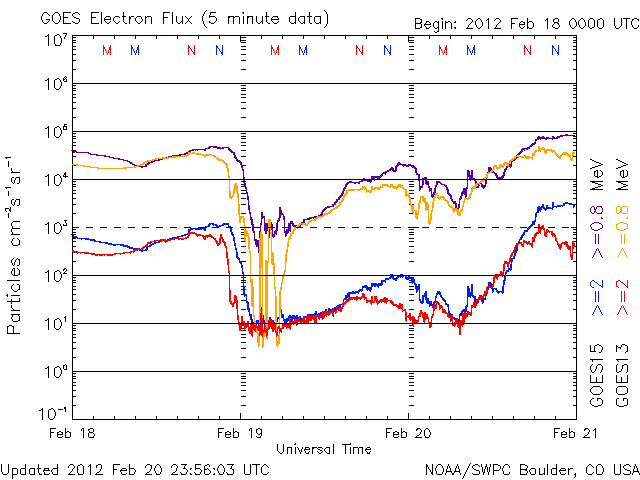 GOES Electron Flux (5 minute data)
Begin: 2012 Feb 18 0000 UTC
M M N N M M N N M M N N
10⁷
10⁶
10⁵
10⁴
10³
10²
10¹
10⁰
10⁻¹
Particles cm⁻²s⁻¹sr⁻¹
Feb 18 Feb 19 Feb 20 Feb 21
Universal Time
GOES15 >=2 >=0.8 MeV
GOES13 >=2 >=0.8 MeV
Updated 2012 Feb 20 23:56:03 UTC
NOAA/SWPC Boulder, CO USA